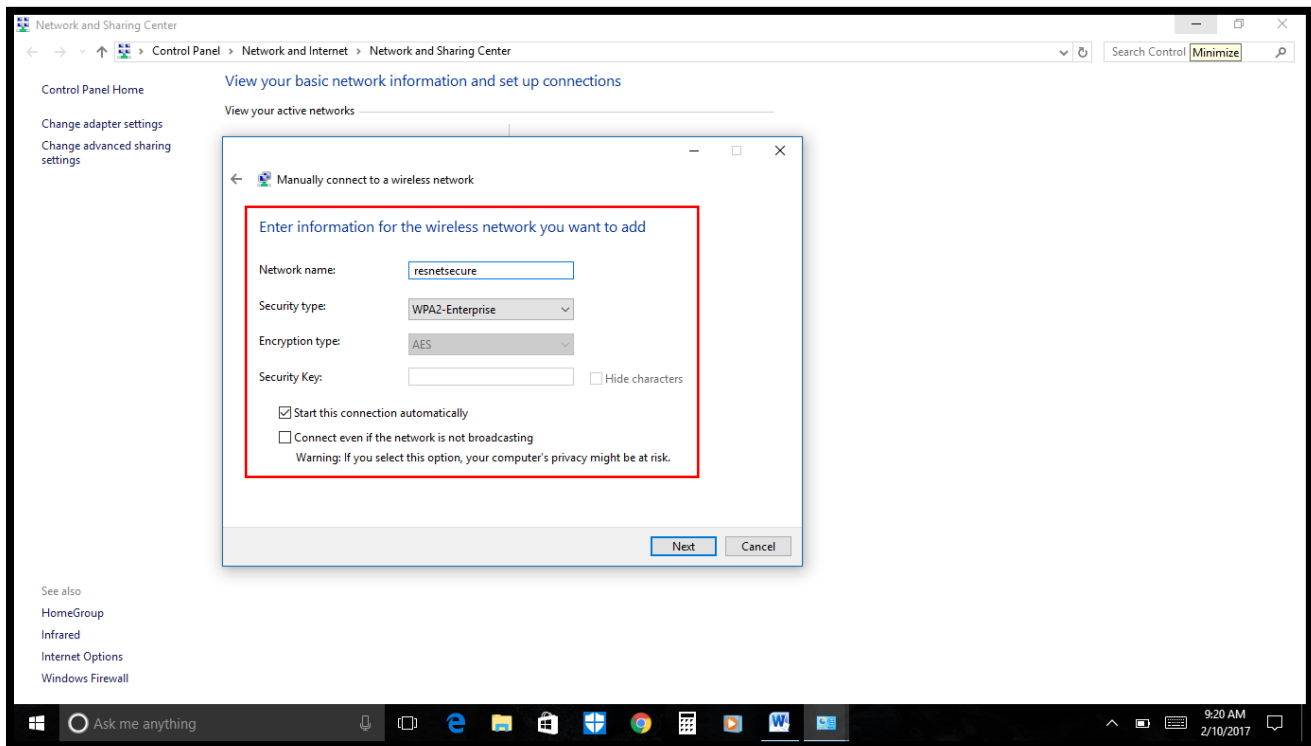 Network and Sharing Center
Control Panel > Network and Internet > Network and Sharing Center
Search Control
Minimize
Control Panel Home
Change adapter settings
Change advanced sharing
settings
View your basic network information and set up connections
View your active networks
Manually connect to a wireless network
Enter information for the wireless network you want to add
Network name: resnetsecure
Security type: WPA2-Enterprise
Encryption type: AES
Security Key: Hide characters
Start this connection automatically
Connect even if the network is not broadcasting
Warning: If you select this option, your computer's privacy might be at risk.
Next Cancel
See also
HomeGroup
Infrared
Internet Options
Windows Firewall
Ask me anything
9:20 AM
2/10/2017